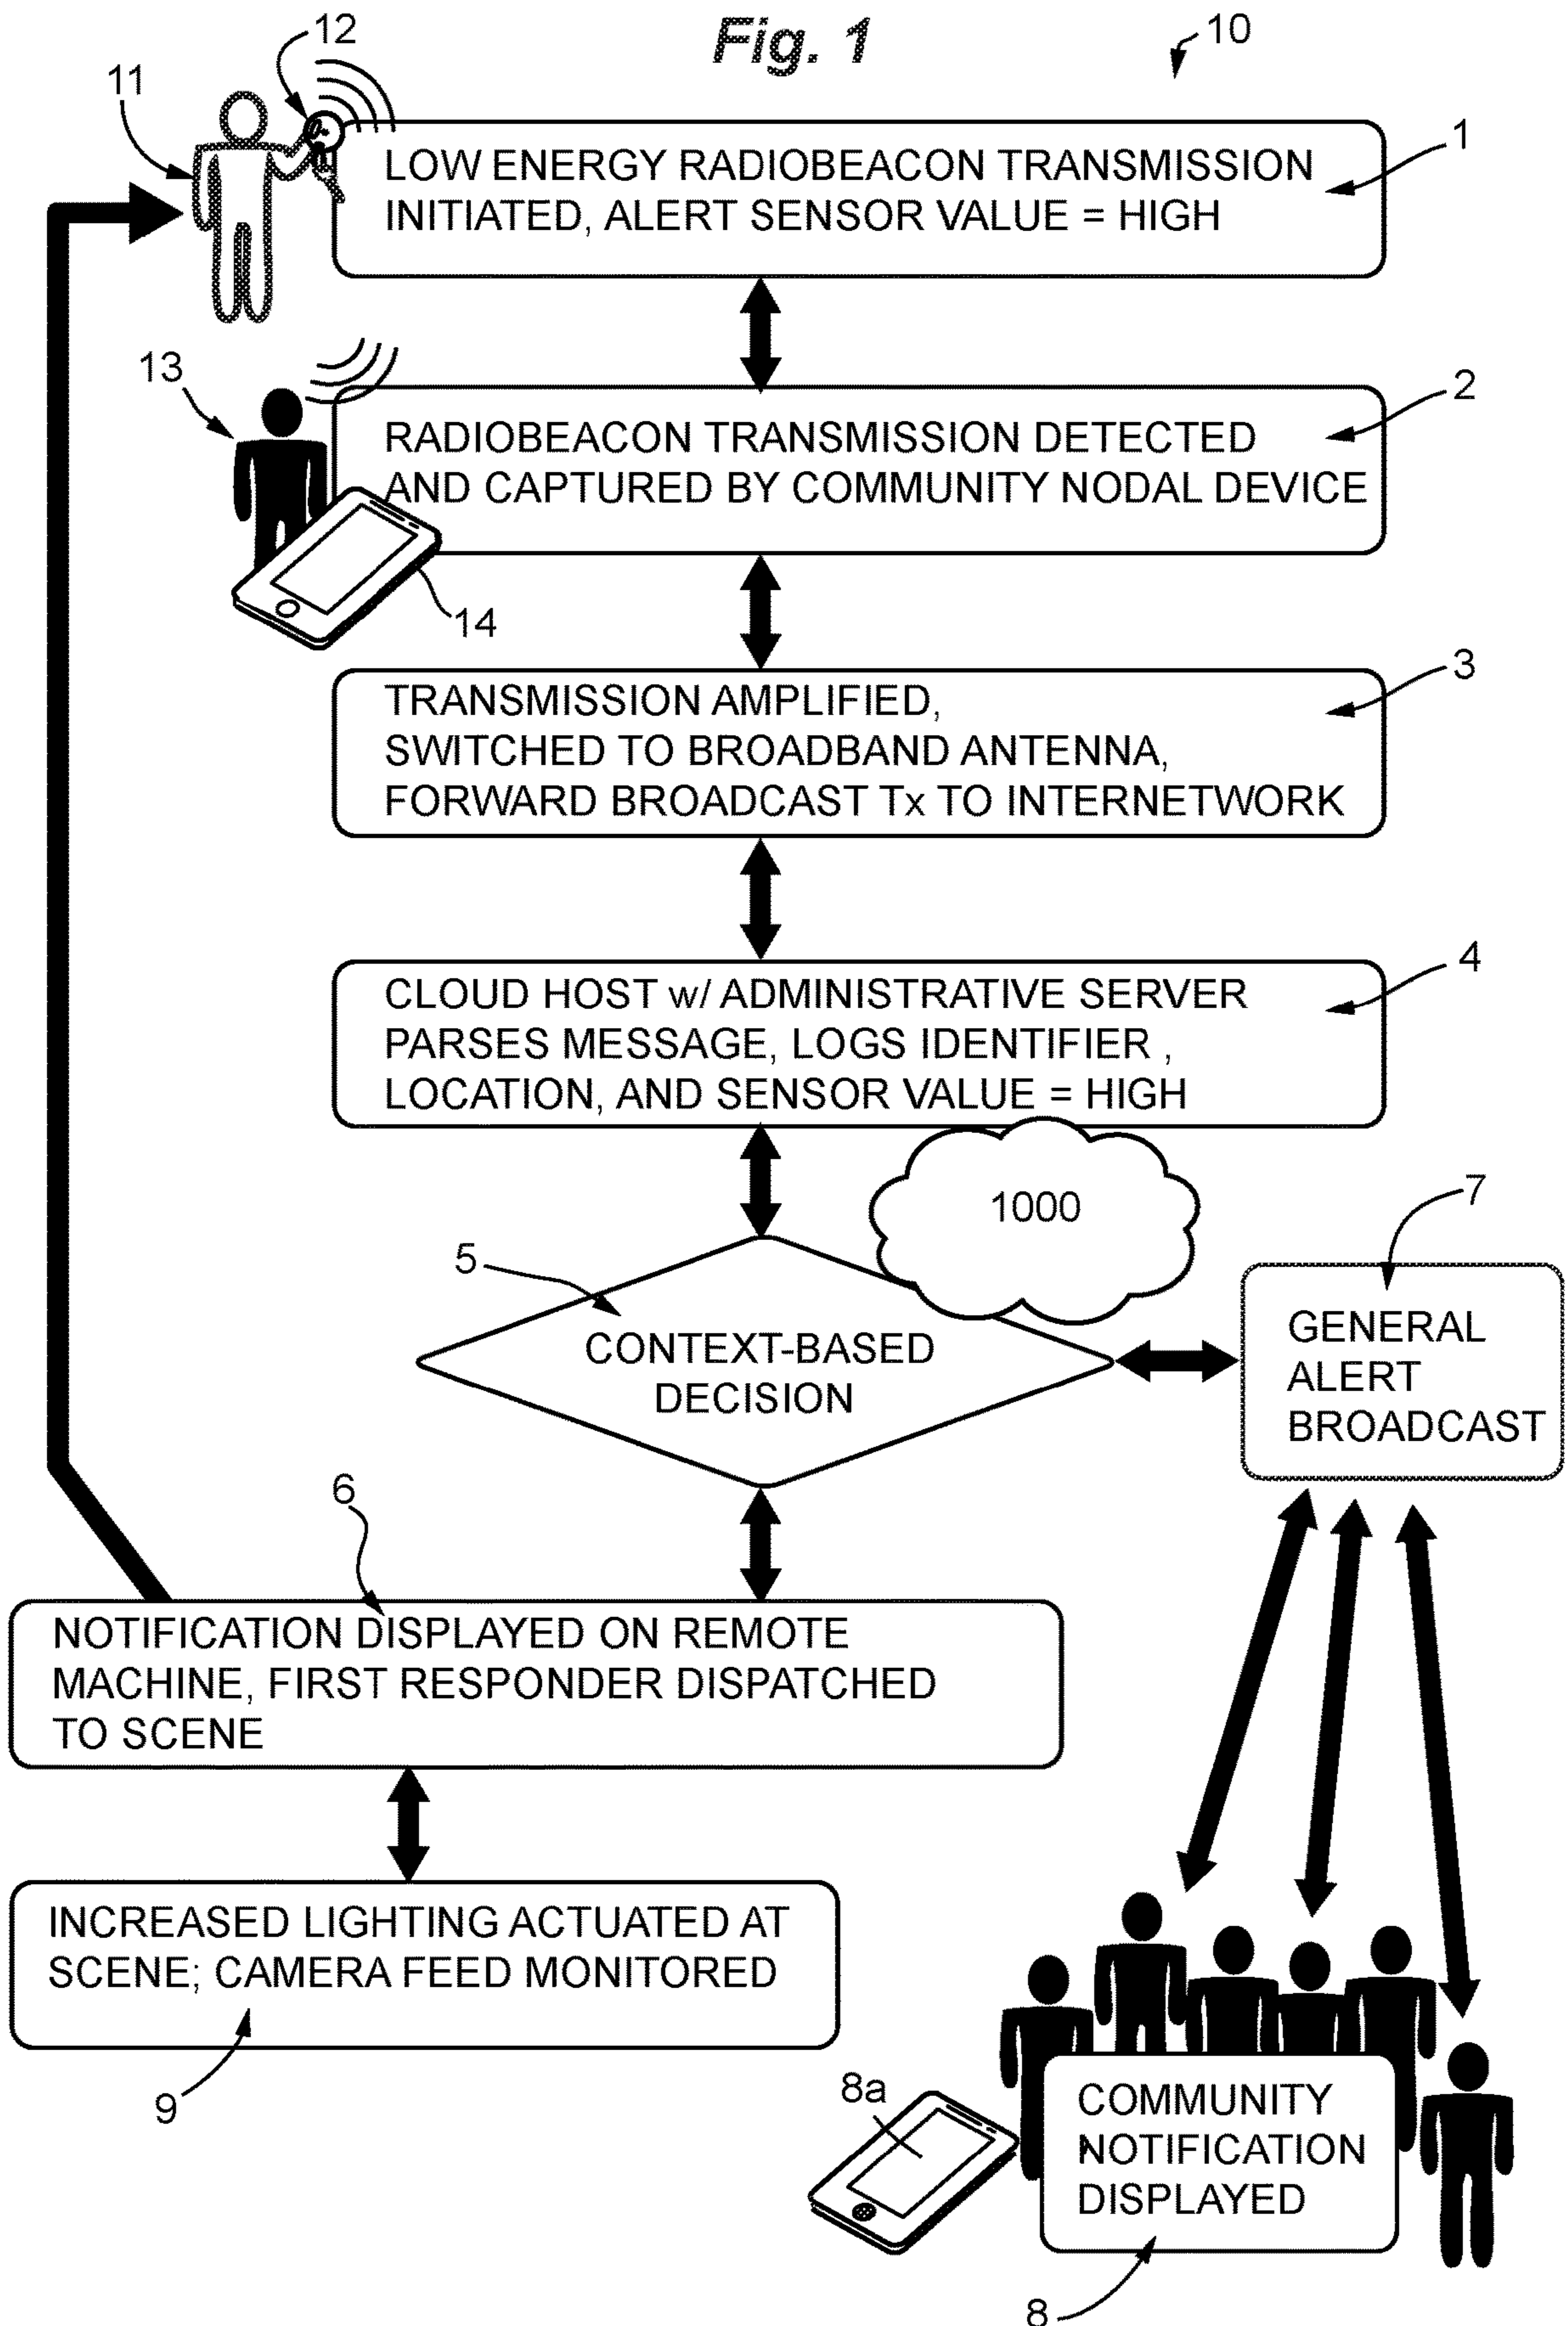 Fig. 1
10
12
11
1
LOW ENERGY RADIOBEACON TRANSMISSION
INITIATED, ALERT SENSOR VALUE = HIGH
13
2
RADIOBEACON TRANSMISSION DETECTED
AND CAPTURED BY COMMUNITY NODAL DEVICE
14
3
TRANSMISSION AMPLIFIED,
SWITCHED TO BROADBAND ANTENNA,
FORWARD BROADCAST Tx TO INTERNETWORK
4
CLOUD HOST w/ ADMINISTRATIVE SERVER
PARSES MESSAGE, LOGS IDENTIFIER ,
LOCATION, AND SENSOR VALUE = HIGH
1000
5
CONTEXT-BASED
DECISION
7
GENERAL
ALERT
BROADCAST
6
NOTIFICATION DISPLAYED ON REMOTE
MACHINE, FIRST RESPONDER DISPATCHED
TO SCENE
INCREASED LIGHTING ACTUATED AT
SCENE; CAMERA FEED MONITORED
9
8a
COMMUNITY
NOTIFICATION
DISPLAYED
8